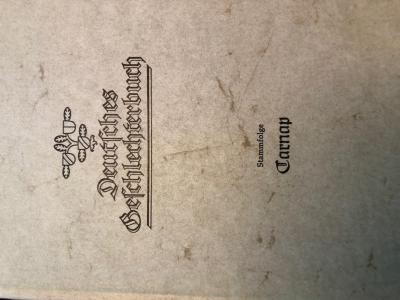 Deutsches
Geschlechterbuch
Stammfolge
Carnap